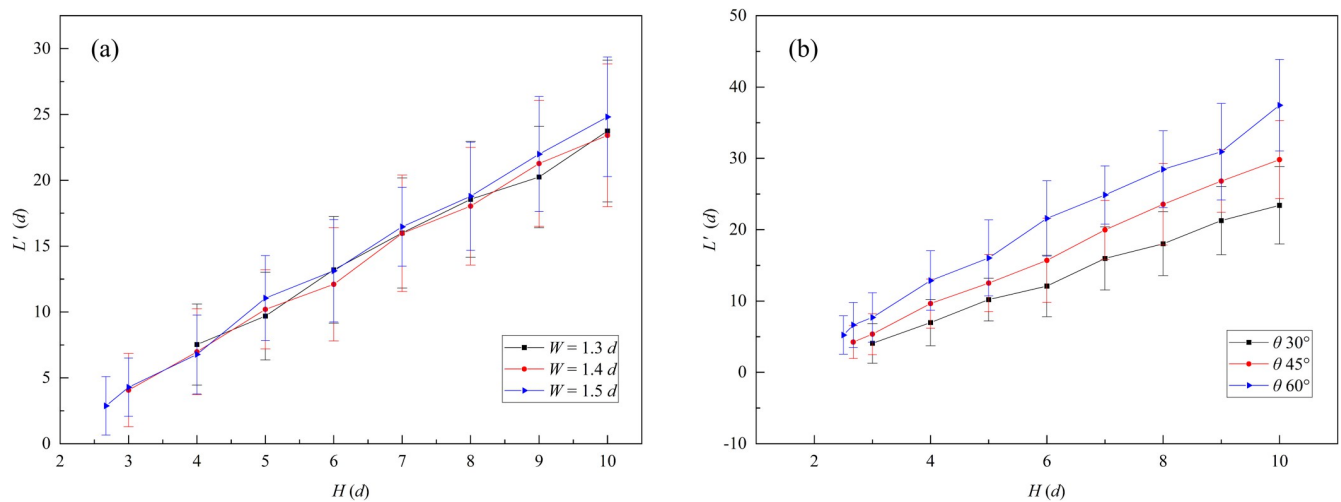 (a)
30
25
20
15
10
5
0
L′ (d)
2 3 4 5 6 7 8 9 10
H (d)
W = 1.3 d
W = 1.4 d
W = 1.5 d
(b)
50
40
30
20
10
0
-10
L′ (d)
2 4 6 8 10
H (d)
θ 30°
θ 45°
θ 60°